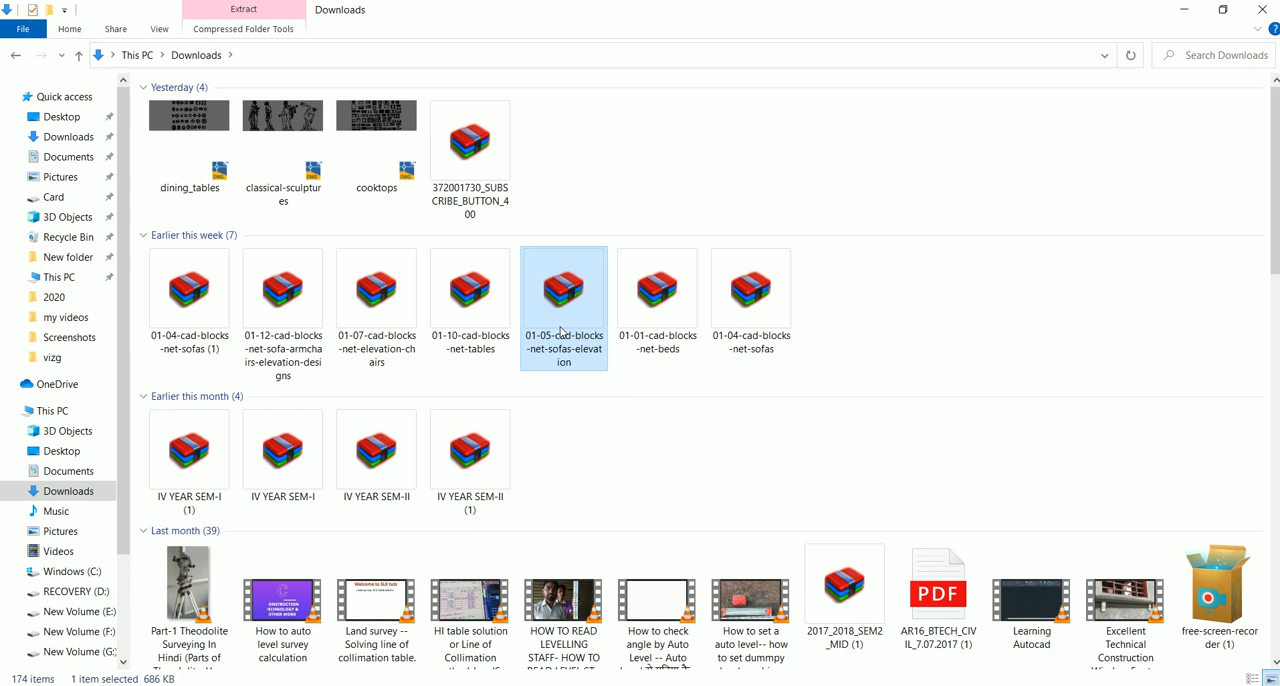 Extract
Downloads
File
Home
Share
View
Compressed Folder Tools
This PC
Downloads
Search Downloads
Quick access
Desktop
Downloads
Documents
Pictures
Card
3D Objects
Recycle Bin
New folder
This PC
2020
my videos
Screenshots
vizg
OneDrive
This PC
3D Objects
Desktop
Documents
Downloads
Music
Pictures
Videos
Windows (C:)
RECOVERY (D:)
New Volume (E:)
New Volume (F:)
New Volume (G:)
Yesterday (4)
DWG
dining_tables
DWG
classical-sculptur
es
DWG
cooktops
372001730_SUBS
CRIBE_BUTTON_4
00
Earlier this week (7)
01-04-cad-blocks
-net-sofas (1)
01-12-cad-blocks
-net-sofa-armcha
irs-elevation-desi
gns
01-07-cad-blocks
-net-elevation-ch
airs
01-10-cad-blocks
-net-tables
01-05-cad-blocks
-net-sofas-elevat
ion
01-01-cad-blocks
-net-beds
01-04-cad-blocks
-net-sofas
Earlier this month (4)
IV YEAR SEM-I
(1)
IV YEAR SEM-I
IV YEAR SEM-II
IV YEAR SEM-II
(1)
Last month (39)
Part-1 Theodolite
Surveying In
Hindi (Parts of
How to auto
level survey
calculation
Land survey --
Solving line of
collimation table.
HI table solution
or Line of
Collimation
HOW TO READ
LEVELLING
STAFF- HOW TO
How to check
angle by Auto
Level -- Auto
How to set a
auto level-- how
to set dummpy
2017_2018_SEM2
_MID (1)
PDF
AR16_BTECH_CIV
IL_7.07.2017 (1)
Learning
Autocad
Excellent
Technical
Construction
free-screen-recor
der (1)
174 items
1 item selected 686 KB